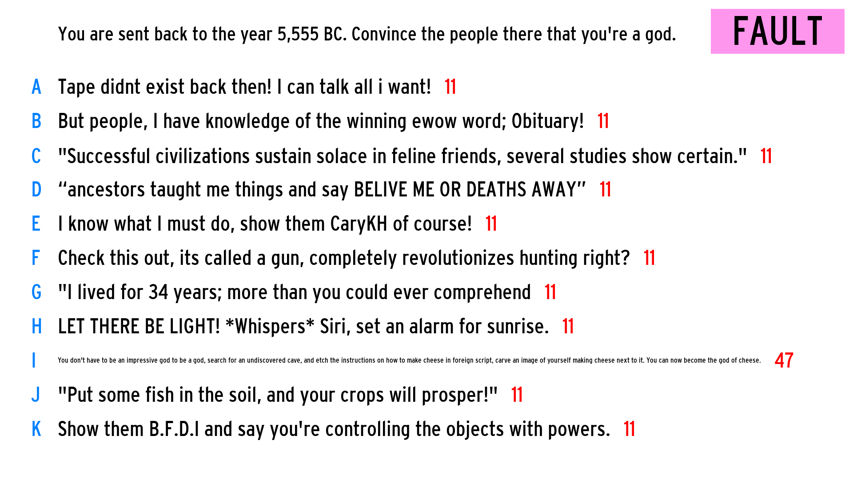 You are sent back to the year 5,555 BC. Convince the people there that you're a god.
FAULT
A Tape didnt exist back then! I can talk all i want! 11
B But people, I have knowledge of the winning ewow word; Obituary! 11
C "Successful civilizations sustain solace in feline friends, several studies show certain." 11
D “ancestors taught me things and say BELIVE ME OR DEATHS AWAY” 11
E I know what I must do, show them CaryKH of course! 11
F Check this out, its called a gun, completely revolutionizes hunting right? 11
G "I lived for 34 years; more than you could ever comprehend 11
H LET THERE BE LIGHT! *Whispers* Siri, set an alarm for sunrise. 11
I You don't have to be an impressive god to be a god, search for an undiscovered cave, and etch the instructions on how to make cheese in foreign script, carve an image of yourself making cheese next to it. You can now become the god of cheese. 47
J "Put some fish in the soil, and your crops will prosper!" 11
K Show them B.F.D.I and say you're controlling the objects with powers. 11